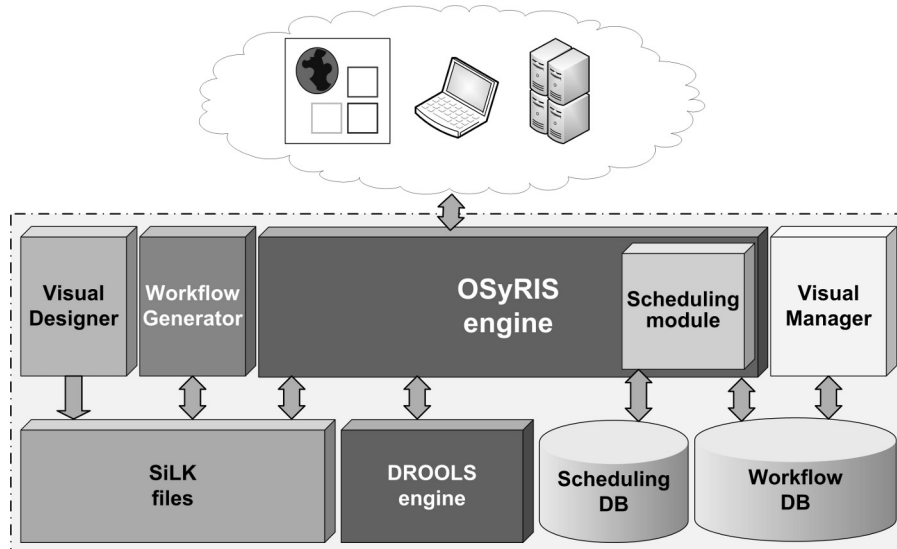 Visual
Designer
Workflow
Generator
OSyRIS
engine
Scheduling
module
Visual
Manager
SiLK
files
DROOLS
engine
Scheduling
DB
Workflow
DB